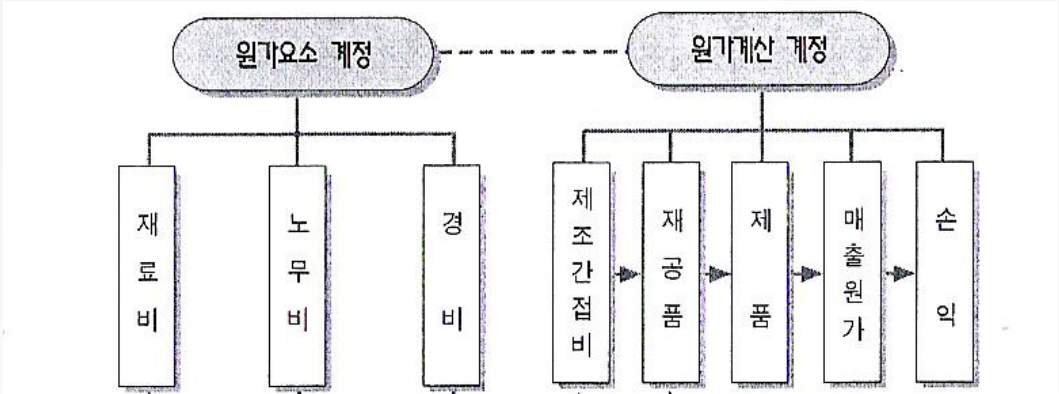 원가요소 계정
원가계산 계정
재료비
노무비
경비
제조간접비
재공품
제품
매출원가
손익